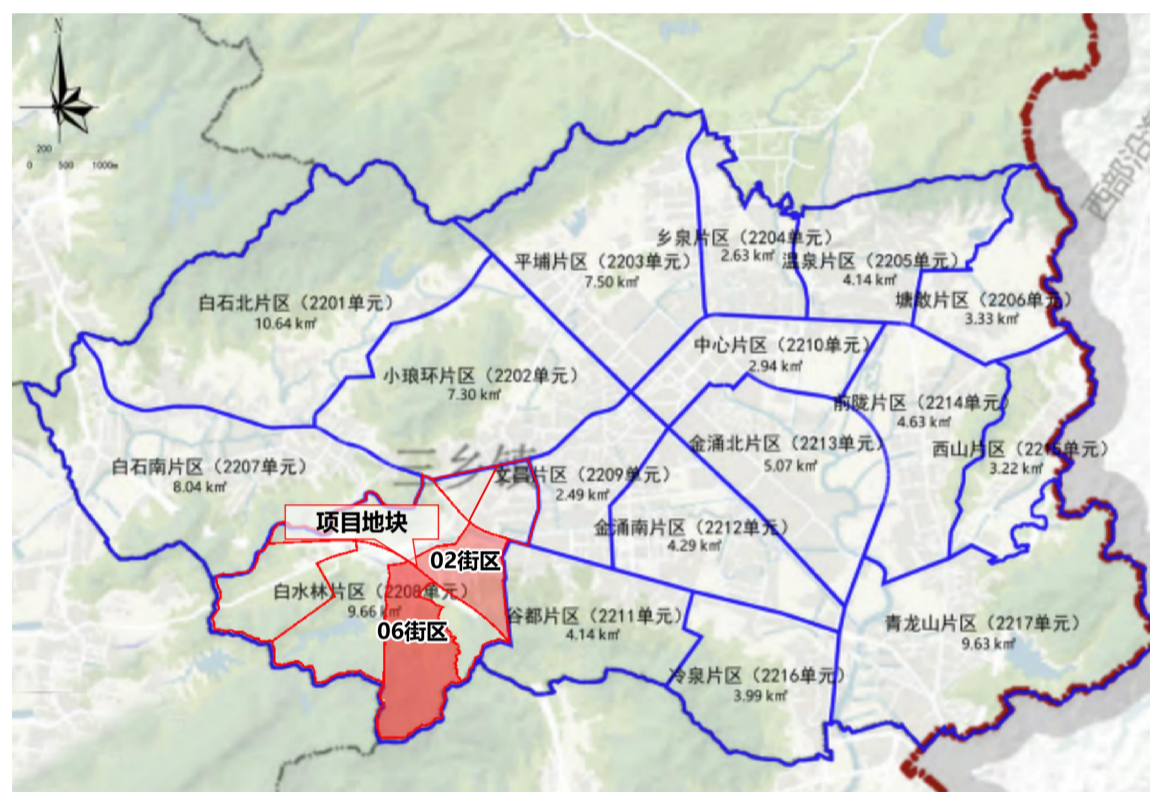 N
200
0 500 1000m
西部沿海
乡泉片区（2204单元）
2.63 k㎡
平埔片区（2203单元）
7.50 k㎡
温泉片区（2205单元）
4.14 k㎡
白石北片区（2201单元）
10.64 k㎡
塘敢片区（2206单元）
3.33 k㎡
中心片区（2210单元）
2.94 k㎡
小琅环片区（2202单元）
7.30 k㎡
前陇片区（2214单元）
4.63 k㎡
金涌北片区（2213单元）
5.07 k㎡
西山片区（2215单元）
3.22 k㎡
三乡镇
白石南片区（2207单元）
8.04 k㎡
文昌片区（2209单元）
2.49 k㎡
项目地块
金涌南片区（2212单元）
4.29 k㎡
02街区
白水林片区（2208单元）
9.66 k㎡
06街区
谷都片区（2211单元）
4.14 k㎡
青龙山片区（2217单元）
9.63 k㎡
冷泉片区（2216单元）
3.99 k㎡